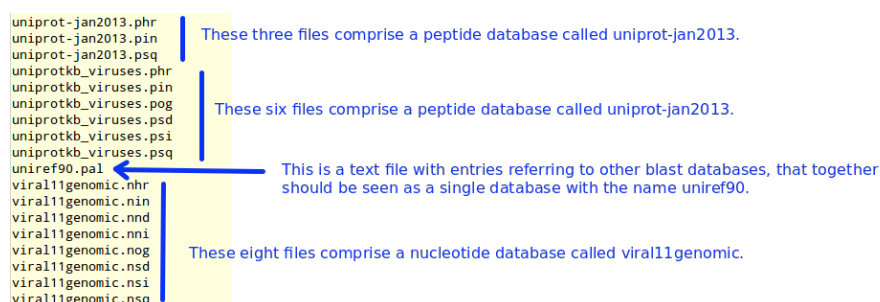 uniprot-jan2013.phr
uniprot-jan2013.pin
uniprot-jan2013.psq
These three files comprise a peptide database called uniprot-jan2013.
uniprotkb_viruses.phr
uniprotkb_viruses.pin
uniprotkb_viruses.pog
uniprotkb_viruses.psd
uniprotkb_viruses.psi
uniprotkb_viruses.psq
These six files comprise a peptide database called uniprot-jan2013.
uniref90.pal
This is a text file with entries referring to other blast databases, that together
should be seen as a single database with the name uniref90.
viral11genomic.nhr
viral11genomic.nin
viral11genomic.nnd
viral11genomic.nni
viral11genomic.nog
viral11genomic.nsd
viral11genomic.nsi
viral11genomic.nsq
These eight files comprise a nucleotide database called viral11genomic.